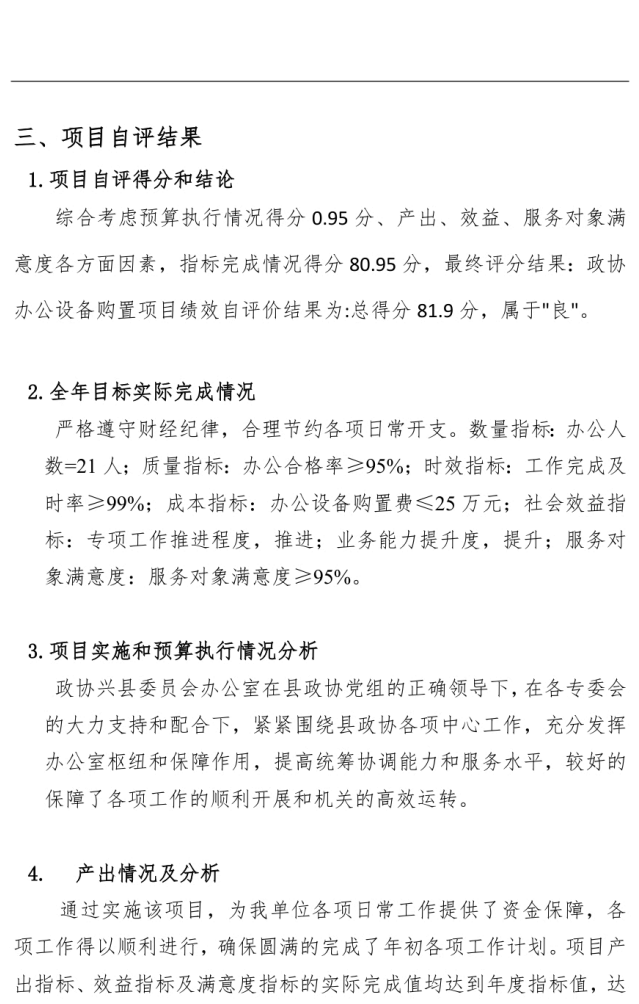 三、项目自评结果
1.项目自评得分和结论
综合考虑预算执行情况得分 0.95 分、产出、效益、服务对象满
意度各方面因素，指标完成情况得分 80.95 分，最终评分结果：政协
办公设备购置项目绩效自评价结果为:总得分 81.9 分，属于"良"。
2.全年目标实际完成情况
严格遵守财经纪律，合理节约各项日常开支。数量指标：办公人
数=21 人；质量指标：办公合格率≥95%；时效指标：工作完成及
时率≥99%；成本指标：办公设备购置费≤25 万元；社会效益指
标：专项工作推进程度，推进；业务能力提升度，提升；服务对
象满意度：服务对象满意度≥95%。
3.项目实施和预算执行情况分析
政协兴县委员会办公室在县政协党组的正确领导下，在各专委会
的大力支持和配合下，紧紧围绕县政协各项中心工作，充分发挥
办公室枢纽和保障作用，提高统筹协调能力和服务水平，较好的
保障了各项工作的顺利开展和机关的高效运转。
4. 产出情况及分析
通过实施该项目，为我单位各项日常工作提供了资金保障，各
项工作得以顺利进行，确保圆满的完成了年初各项工作计划。项目产
出指标、效益指标及满意度指标的实际完成值均达到年度指标值，达